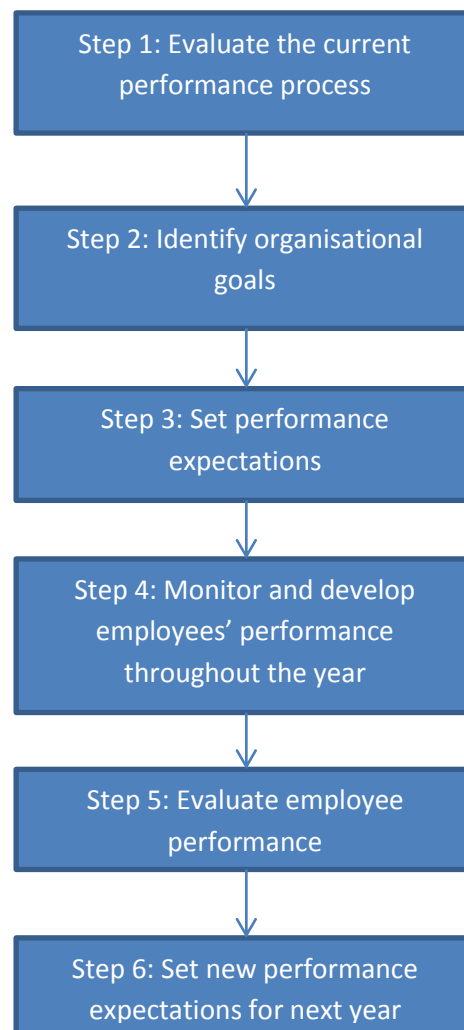 Step 1: Evaluate the current
performance process
Step 2: Identify organisational
goals
Step 3: Set performance
expectations
Step 4: Monitor and develop
employees’ performance
throughout the year
Step 5: Evaluate employee
performance
Step 6: Set new performance
expectations for next year